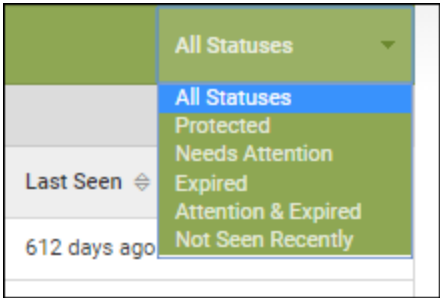 All Statuses
All Statuses
Protected
Needs Attention
Expired
Attention & Expired
Not Seen Recently
Last Seen
612 days ago